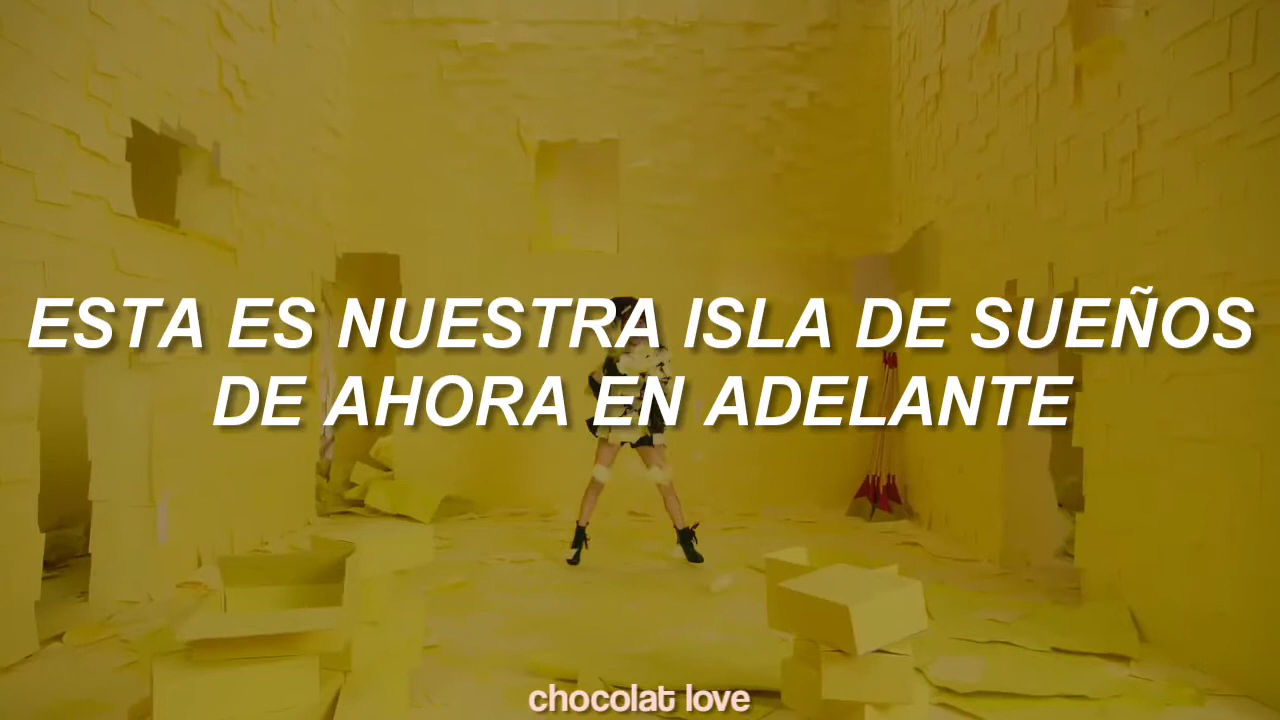 ESTA ES NUESTRA ISLA DE SUEÑOS
DE AHORA EN ADELANTE
chocolat love